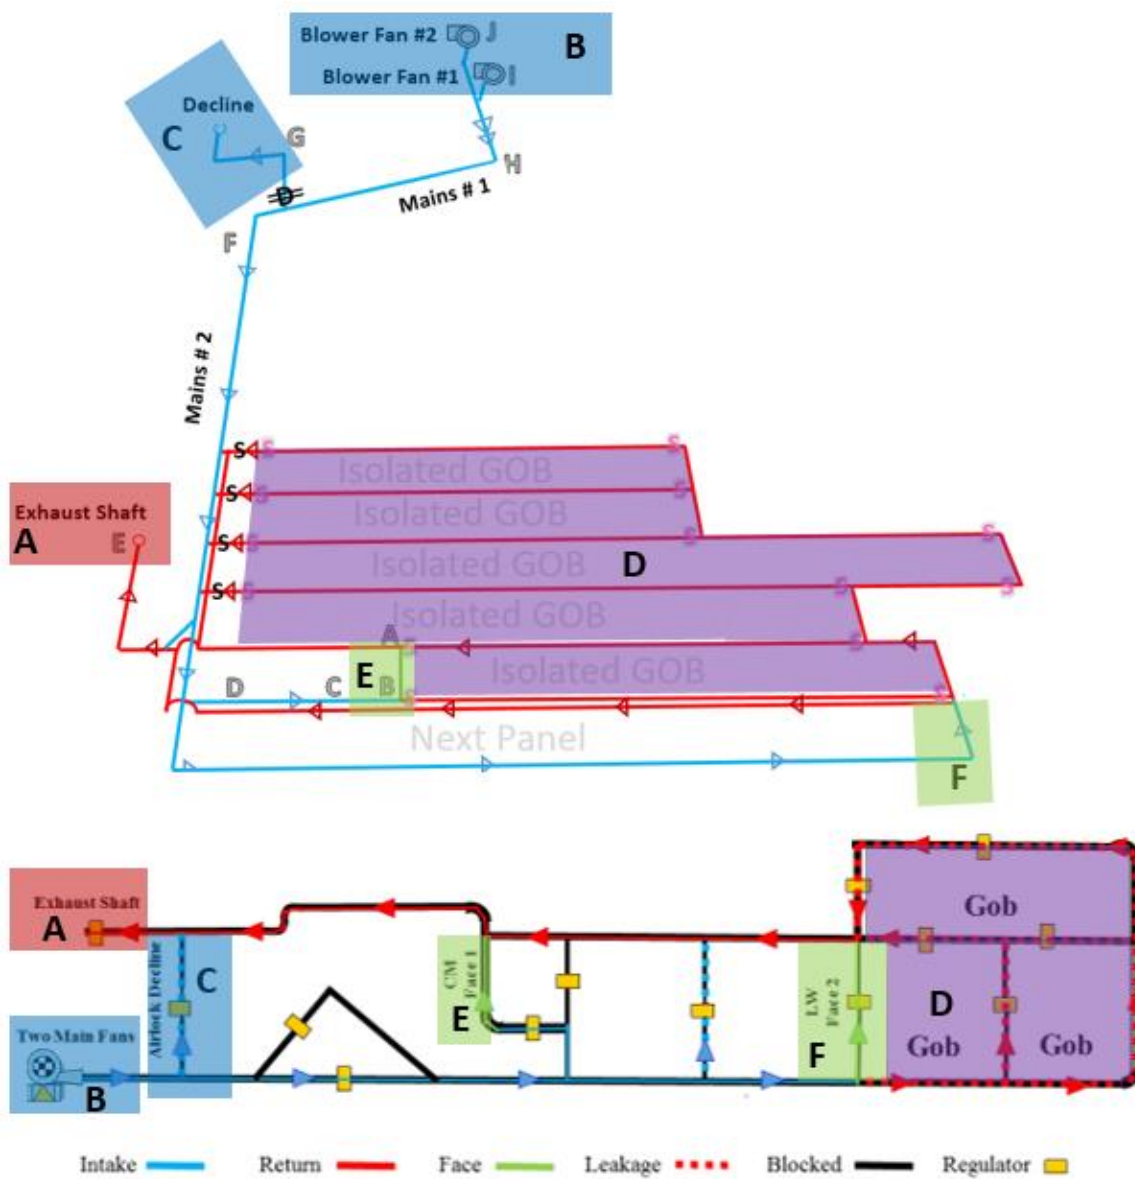 Blower Fan #2 J
B
Blower Fan #1 I
Decline
C
G
D
H
Mains # 1
F
Mains # 2
S S S
Isolated GOB
S S S
Isolated GOB
Exhaust Shaft
A E
S S S S
Isolated GOB D
S S S S
Isolated GOB
A S S
E Isolated GOB
D C B S S
Next Panel
F
Exhaust Shaft
A
Gob
Airlock Decline
C
CM
Face 1
E
LW
Face 2
F
D
Gob Gob
Two Main Fans
B
Intake Return Face Leakage Blocked Regulator